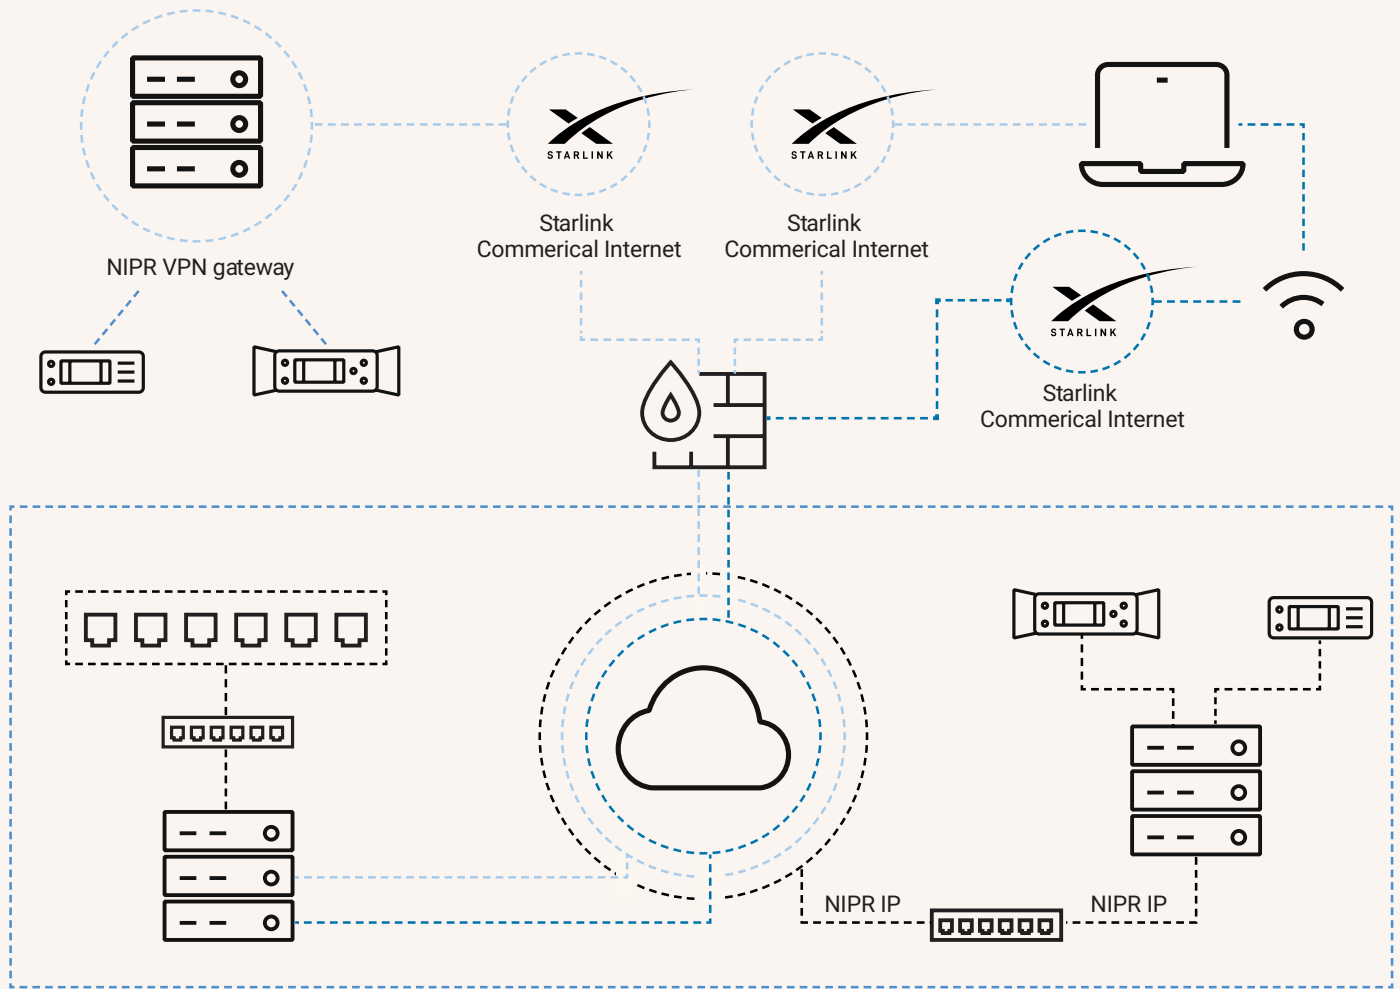 STARLINK
STARLINK
Starlink
Commerical Internet
Starlink
Commerical Internet
NIPR VPN gateway
STARLINK
Starlink
Commerical Internet
NIPR IP
NIPR IP